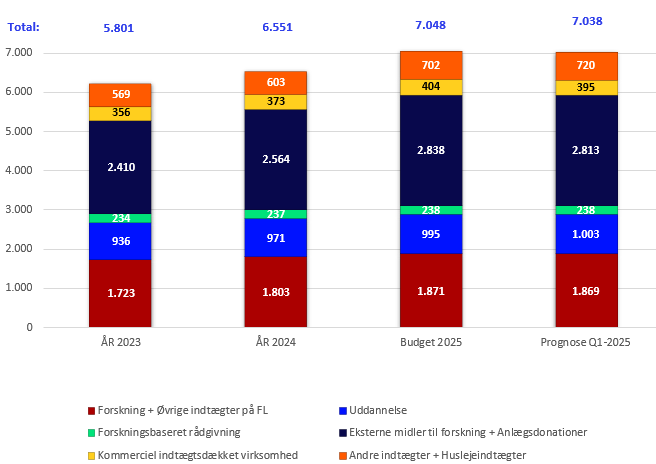 Total: 5.801 6.551 7.048 7.038
7.000
6.000
5.000
4.000
3.000
2.000
1.000
0
569 603 702 720
356 373 404 395
2.410 2.564 2.838 2.813
234 237 238 238
936 971 995 1.003
1.723 1.803 1.871 1.869
ÅR 2023 ÅR 2024 Budget 2025 Prognose Q1-2025
Forskning + Øvrige indtægter på FL Uddannelse
Forskningsbaseret rådgivning Eksterne midler til forskning + Anlægsdonationer
Kommerciel indtægtsdækket virksomhed Andre indtægter + Huslejeindtægter